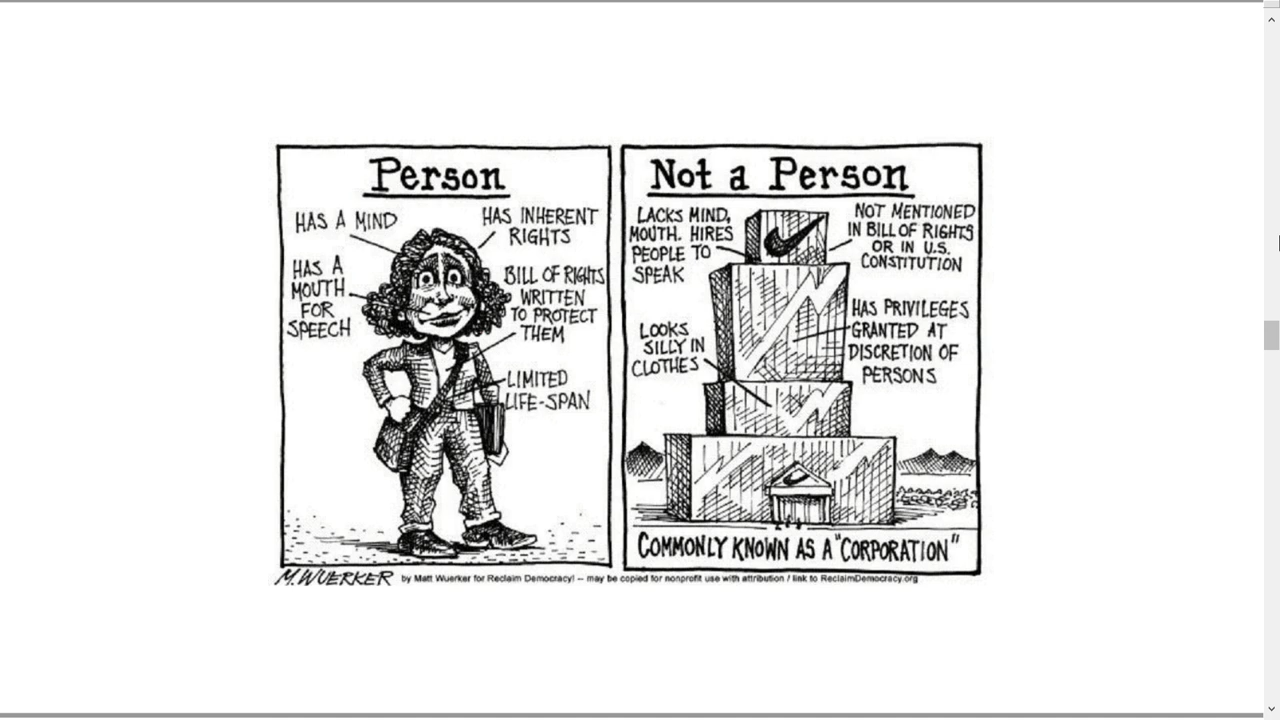 Person
HAS A MIND
HAS INHERENT
RIGHTS
HAS A
MOUTH
FOR
SPEECH
BILL OF RIGHTS
WRITTEN
TO PROTECT
THEM
LIMITED
LIFE-SPAN
Not a Person
LACKS MIND,
MOUTH. HIRES
PEOPLE TO
SPEAK
NOT MENTIONED
IN BILL OF RIGHTS
OR IN U.S.
CONSTITUTION
LOOKS
SILLY IN
CLOTHES
HAS PRIVILEGES
GRANTED AT
DISCRETION OF
PERSONS
COMMONLY KNOWN AS A "CORPORATION"
M.WUERKER by Matt Wuerker for Reclaim Democracy! -- may be copied for nonprofit use with attribution / link to ReclaimDemocracy.org